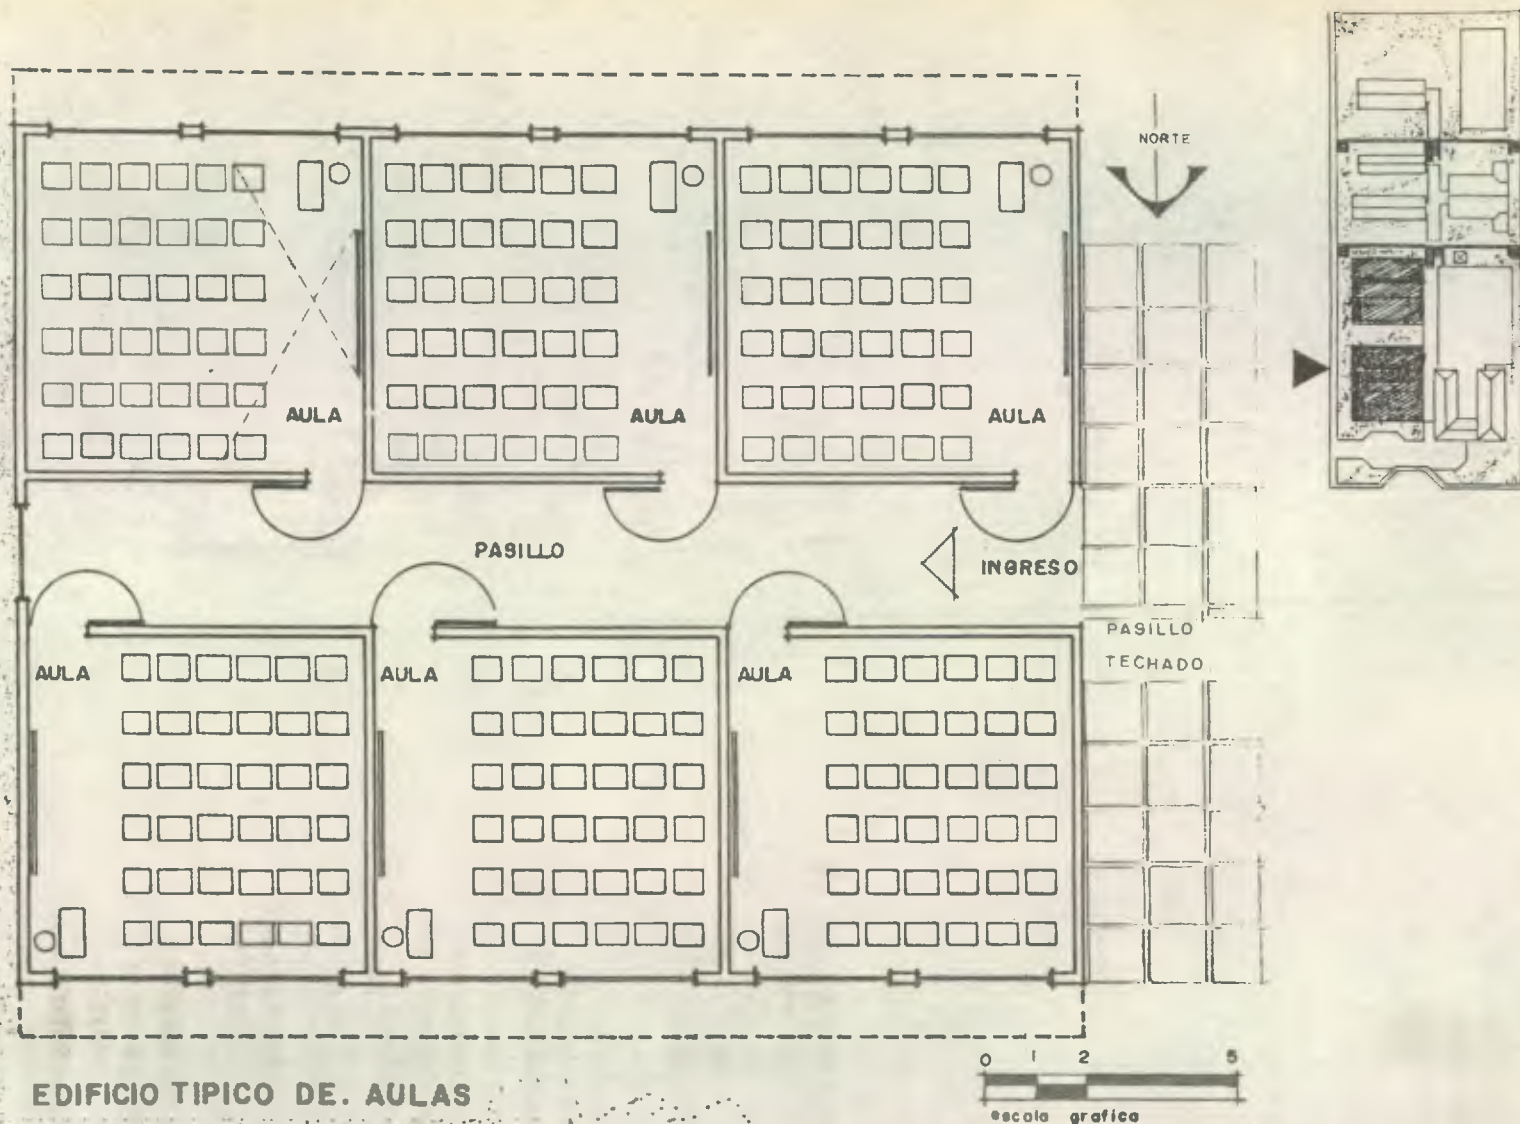 NORTE
AULA
AULA
AULA
PASILLO
INGRESO
PASILLO
TECHADO
AULA
AULA
AULA
0 1 2 5
escala grafica
EDIFICIO TIPICO DE. AULAS